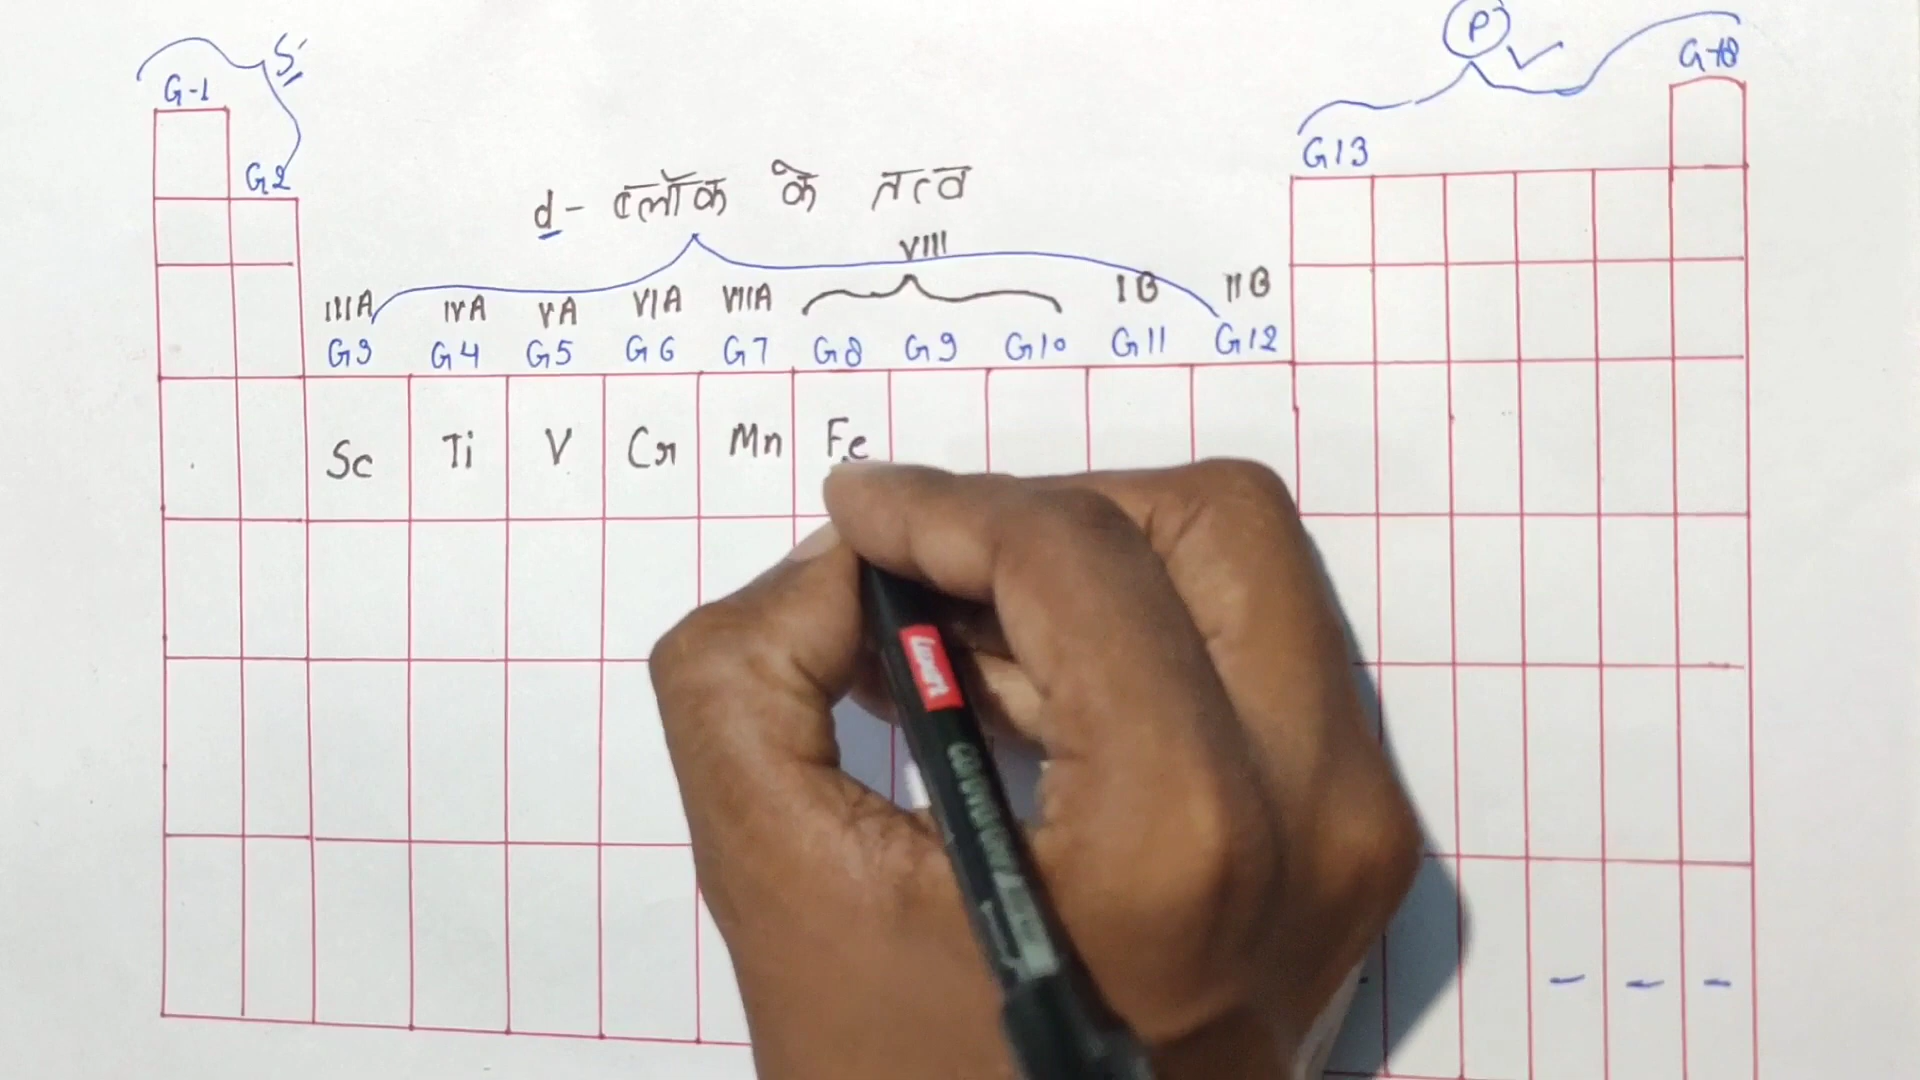 S
P
G-1
G-18
G2
G13
d- ब्लॉक के तत्व
VIII
IIIA IVA VA VIA VIIA IB IIB
G3 G4 G5 G6 G7 G8 G9 G10 G11 G12
Sc Ti V Cr Mn Fe